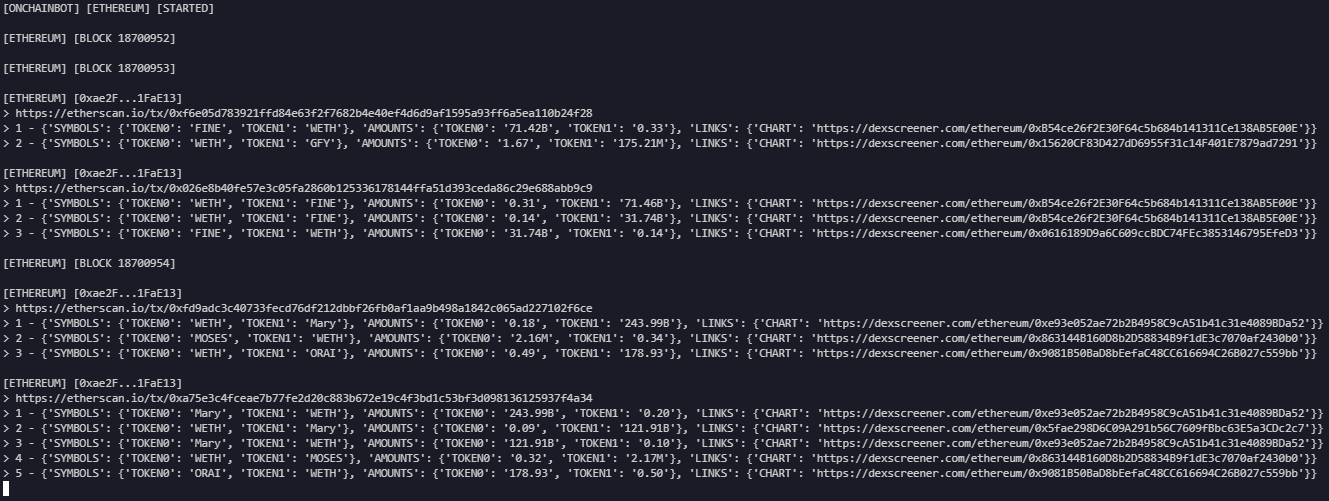 [ONCHAINBOT] [ETHEREUM] [STARTED]
[ETHEREUM] [BLOCK 18700952]
[ETHEREUM] [BLOCK 18700953]
[ETHEREUM] [0xae2F...1FaE13]
> https://etherscan.io/tx/0xf6e05d783921ffd84e63f2f7682b4e40ef4d6d9af1595a93ff6a5ea110b24f28
> 1 - {'SYMBOLS': {'TOKEN0': 'FINE', 'TOKEN1': 'WETH'}, 'AMOUNTS': {'TOKEN0': '71.42B', 'TOKEN1': '0.33'}, 'LINKS': {'CHART': 'https://dexscreener.com/ethereum/0xB54ce26f2E30F64c5b684b141311Ce138AB5E00E'}}
> 2 - {'SYMBOLS': {'TOKEN0': 'WETH', 'TOKEN1': 'GFY'}, 'AMOUNTS': {'TOKEN0': '1.67', 'TOKEN1': '175.21M'}, 'LINKS': {'CHART': 'https://dexscreener.com/ethereum/0x15620CF83D427dD6955f31c14F401E7879ad7291'}}
[ETHEREUM] [0xae2F...1FaE13]
> https://etherscan.io/tx/0x026e8b40fe57e3c05fa2860b125336178144ffa51d393ceda86c29e688abb9c9
> 1 - {'SYMBOLS': {'TOKEN0': 'WETH', 'TOKEN1': 'FINE'}, 'AMOUNTS': {'TOKEN0': '0.31', 'TOKEN1': '71.46B'}, 'LINKS': {'CHART': 'https://dexscreener.com/ethereum/0xB54ce26f2E30F64c5b684b141311Ce138AB5E00E'}}
> 2 - {'SYMBOLS': {'TOKEN0': 'WETH', 'TOKEN1': 'FINE'}, 'AMOUNTS': {'TOKEN0': '0.14', 'TOKEN1': '31.74B'}, 'LINKS': {'CHART': 'https://dexscreener.com/ethereum/0xB54ce26f2E30F64c5b684b141311Ce138AB5E00E'}}
> 3 - {'SYMBOLS': {'TOKEN0': 'FINE', 'TOKEN1': 'WETH'}, 'AMOUNTS': {'TOKEN0': '31.74B', 'TOKEN1': '0.14'}, 'LINKS': {'CHART': 'https://dexscreener.com/ethereum/0x0616189D9a6C609ccBDC74FEc3853146795EfeD3'}}
[ETHEREUM] [BLOCK 18700954]
[ETHEREUM] [0xae2F...1FaE13]
> https://etherscan.io/tx/0xfd9adc3c40733fecd76df212dbbf26fb0af1aa9b498a1842c065ad227102f6ce
> 1 - {'SYMBOLS': {'TOKEN0': 'WETH', 'TOKEN1': 'Mary'}, 'AMOUNTS': {'TOKEN0': '0.18', 'TOKEN1': '243.99B'}, 'LINKS': {'CHART': 'https://dexscreener.com/ethereum/0xe93e052ae72b2B4958C9cA51b41c31e4089BDa52'}}
> 2 - {'SYMBOLS': {'TOKEN0': 'MOSES', 'TOKEN1': 'WETH'}, 'AMOUNTS': {'TOKEN0': '2.16M', 'TOKEN1': '0.34'}, 'LINKS': {'CHART': 'https://dexscreener.com/ethereum/0x863144B160D8b2D58834B9f1dE3c7070af2430b0'}}
> 3 - {'SYMBOLS': {'TOKEN0': 'WETH', 'TOKEN1': 'ORAI'}, 'AMOUNTS': {'TOKEN0': '0.49', 'TOKEN1': '178.93'}, 'LINKS': {'CHART': 'https://dexscreener.com/ethereum/0x9081B50BaD8bEefaC48CC616694C26B027c559bb'}}
[ETHEREUM] [0xae2F...1FaE13]
> https://etherscan.io/tx/0xa75e3c4fceae7b77fe2d20c883b672e19c4f3bd1c53bf3d098136125937f4a34
> 1 - {'SYMBOLS': {'TOKEN0': 'Mary', 'TOKEN1': 'WETH'}, 'AMOUNTS': {'TOKEN0': '243.99B', 'TOKEN1': '0.20'}, 'LINKS': {'CHART': 'https://dexscreener.com/ethereum/0xe93e052ae72b2B4958C9cA51b41c31e4089BDa52'}}
> 2 - {'SYMBOLS': {'TOKEN0': 'WETH', 'TOKEN1': 'Mary'}, 'AMOUNTS': {'TOKEN0': '0.09', 'TOKEN1': '121.91B'}, 'LINKS': {'CHART': 'https://dexscreener.com/ethereum/0x5fae298D6C09A291b56C7609fBbc63E5a3CDc2c7'}}
> 3 - {'SYMBOLS': {'TOKEN0': 'Mary', 'TOKEN1': 'WETH'}, 'AMOUNTS': {'TOKEN0': '121.91B', 'TOKEN1': '0.10'}, 'LINKS': {'CHART': 'https://dexscreener.com/ethereum/0xe93e052ae72b2B4958C9cA51b41c31e4089BDa52'}}
> 4 - {'SYMBOLS': {'TOKEN0': 'WETH', 'TOKEN1': 'MOSES'}, 'AMOUNTS': {'TOKEN0': '0.32', 'TOKEN1': '2.17M'}, 'LINKS': {'CHART': 'https://dexscreener.com/ethereum/0x863144B160D8b2D58834B9f1dE3c7070af2430b0'}}
> 5 - {'SYMBOLS': {'TOKEN0': 'ORAI', 'TOKEN1': 'WETH'}, 'AMOUNTS': {'TOKEN0': '178.93', 'TOKEN1': '0.50'}, 'LINKS': {'CHART': 'https://dexscreener.com/ethereum/0x9081B50BaD8bEefaC48CC616694C26B027c559bb'}}